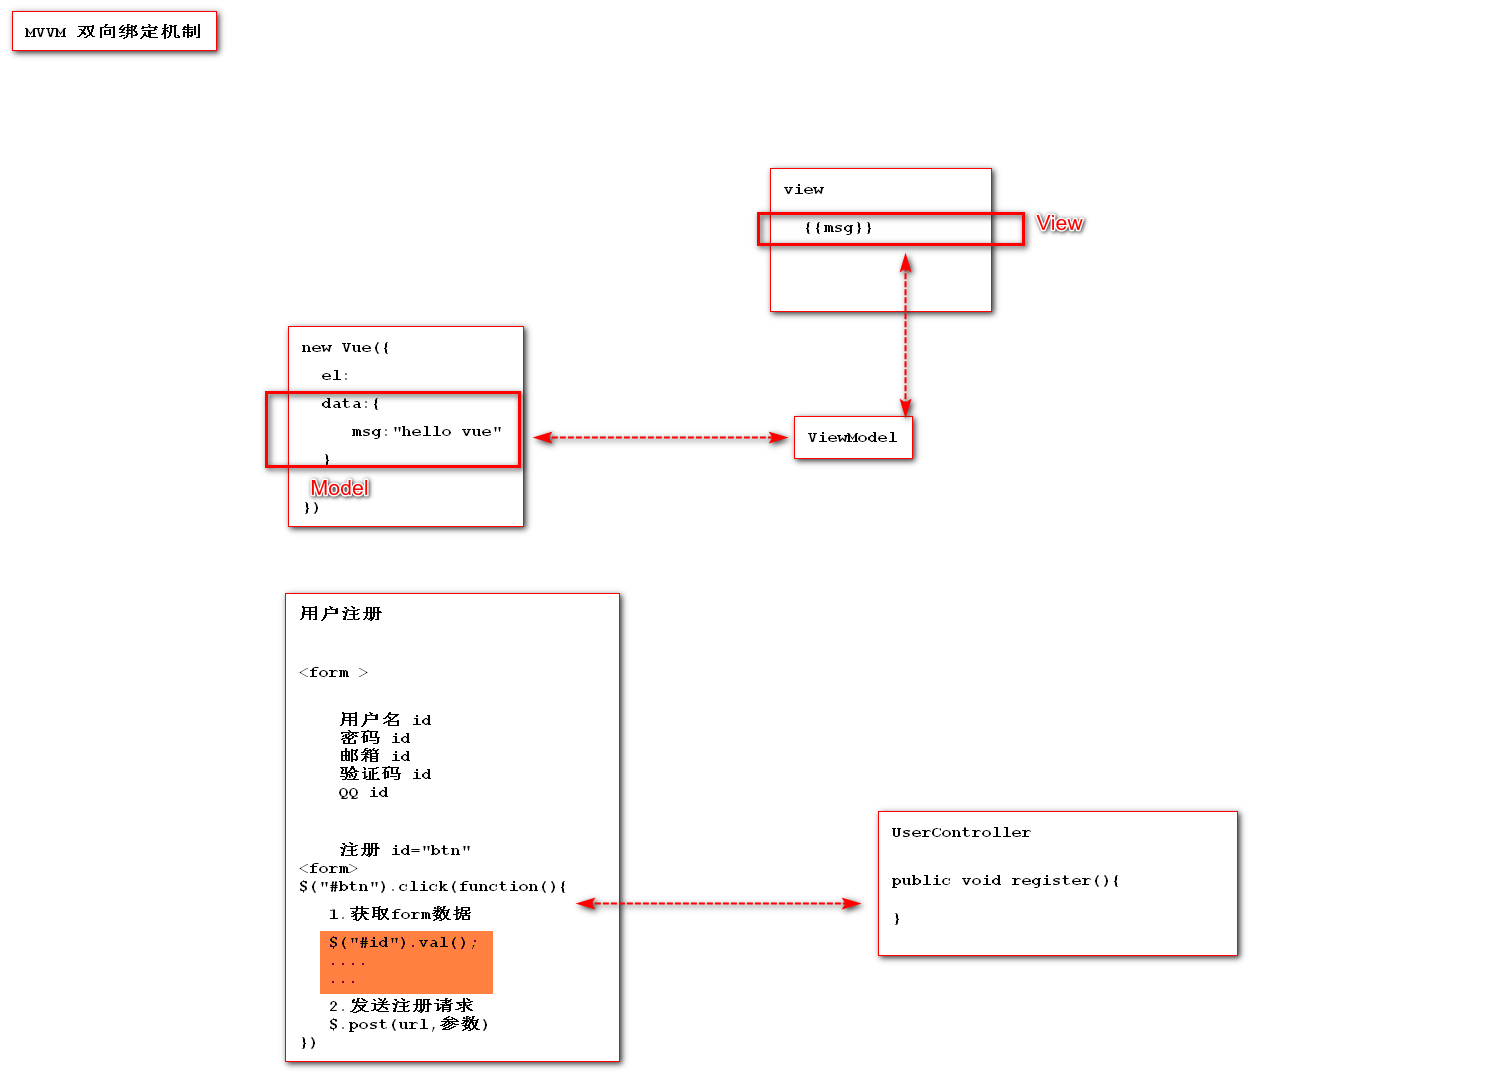 MVVM 双向绑定机制
view
{{msg}}
View
new Vue({
el:
data:{
msg:"hello vue"
}
Model
})
ViewModel
用户注册
<form >
用户名 id
密码 id
邮箱 id
验证码 id
QQ id
注册 id="btn"
<form>
$("#btn").click(function(){
1.获取form数据
$("#id").val();
....
...
2.发送注册请求
$.post(url,参数)
})
UserController
public void register(){
}